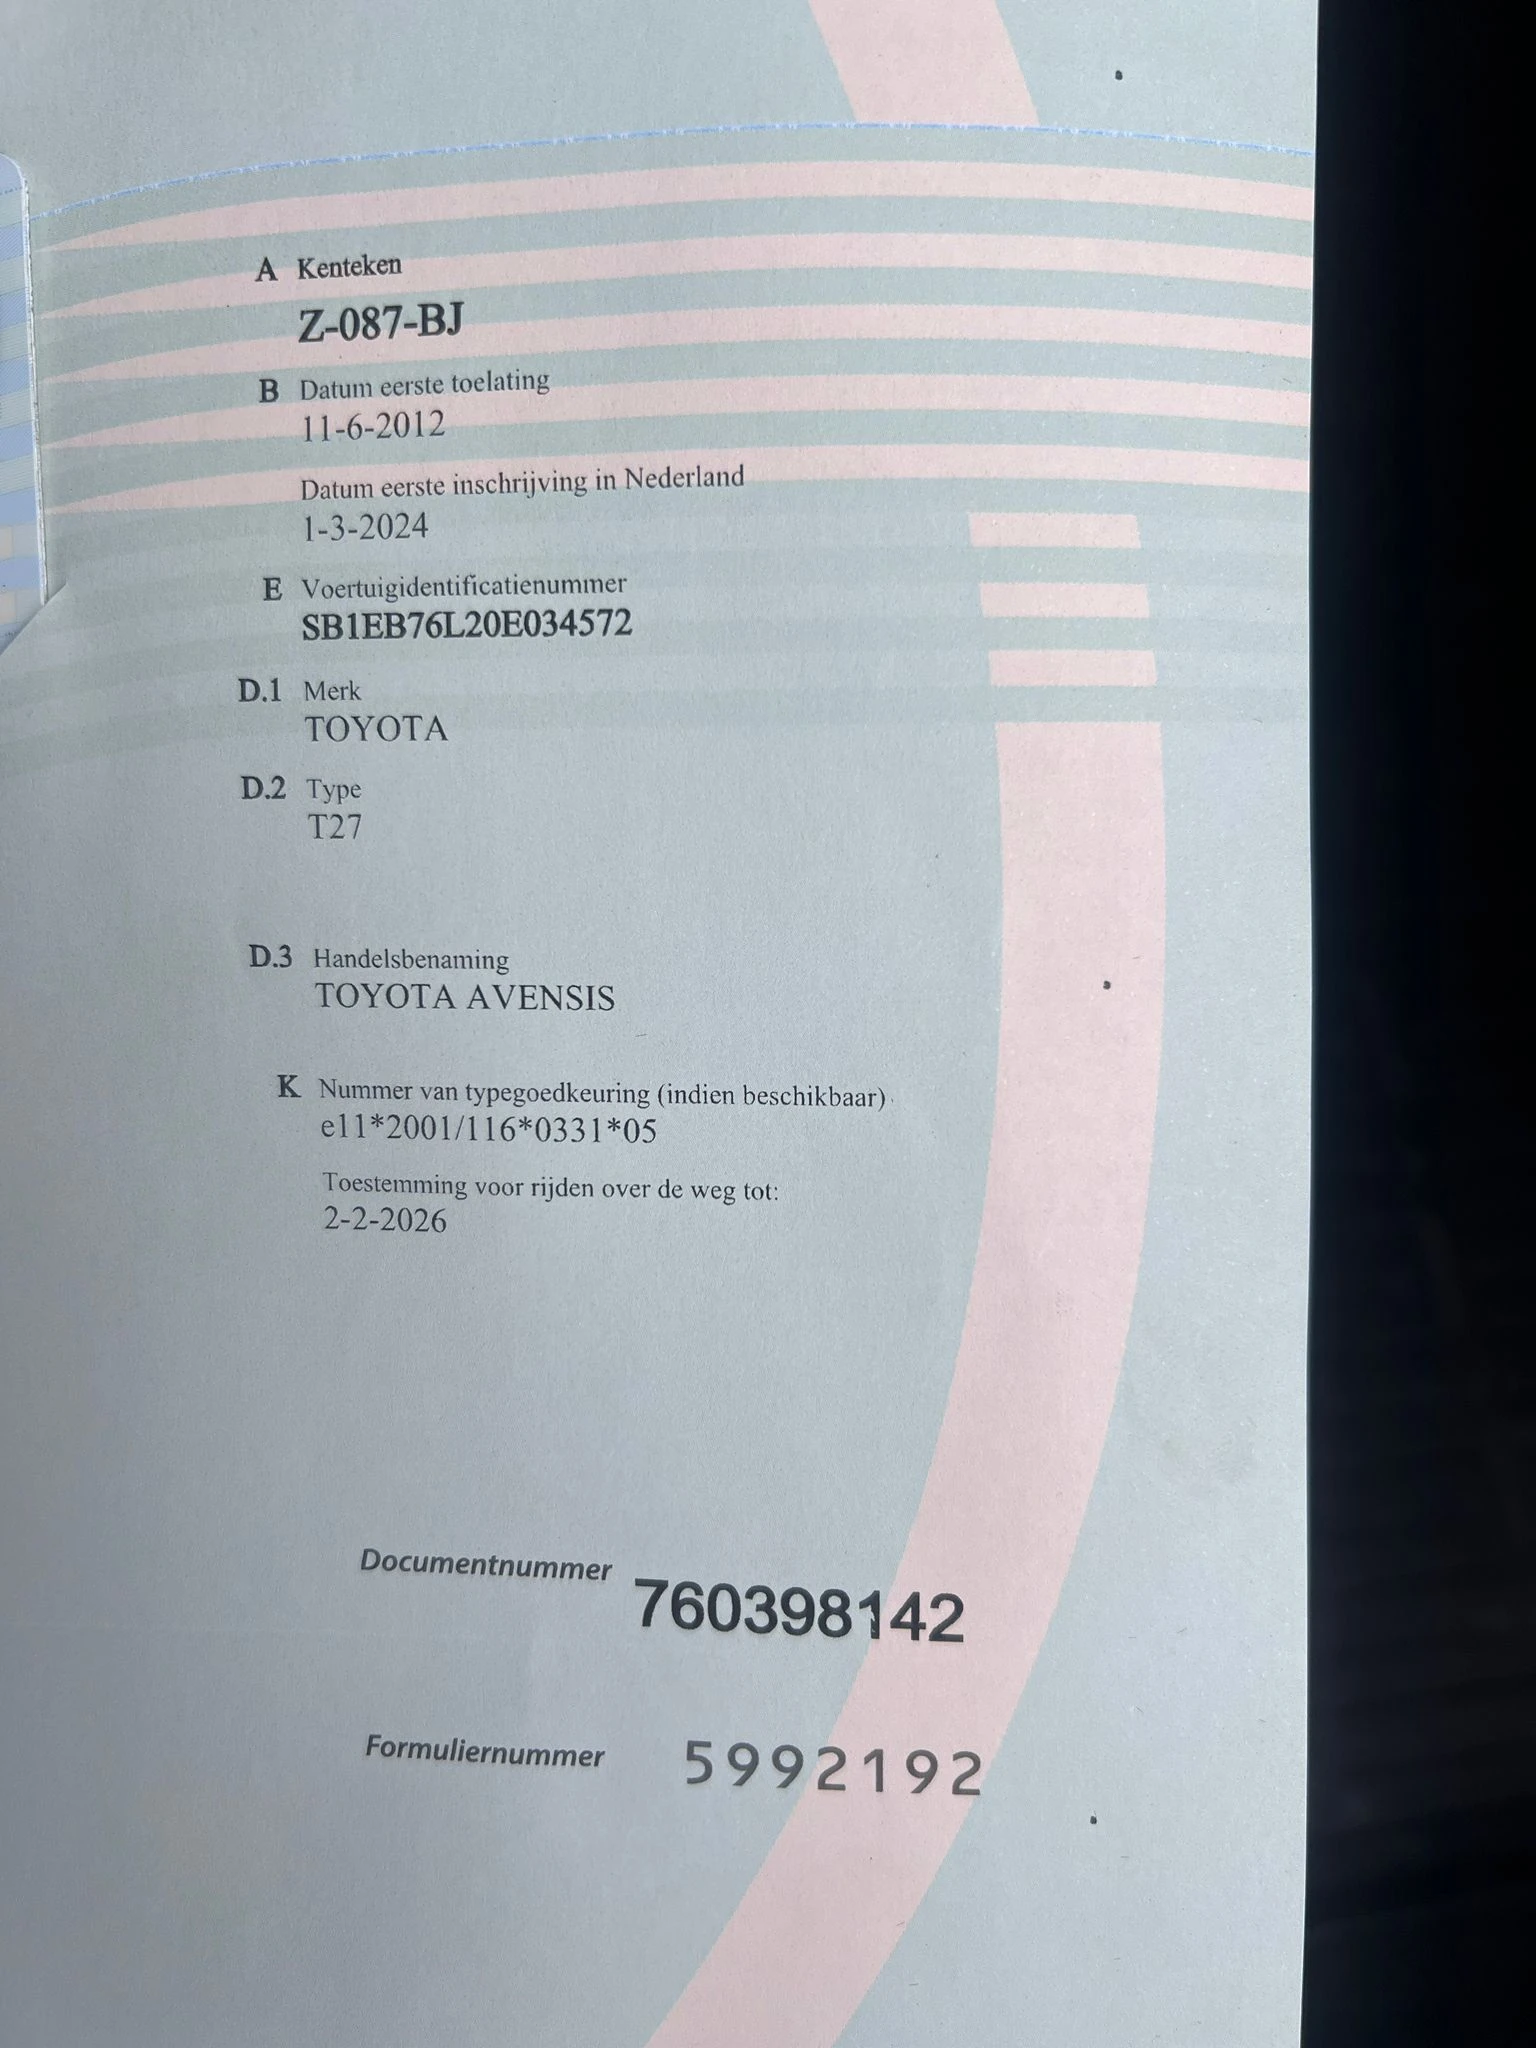 A Kenteken
Z-087-BJ
B Datum eerste toelating
11-6-2012
Datum eerste inschrijving in Nederland
1-3-2024
E Voertuigidentificatienummer
SB1EB76L20E034572
D.1 Merk
TOYOTA
D.2 Type
T27
D.3 Handelsbenaming
TOYOTA AVENSIS
K Nummer van typegoedkeuring (indien beschikbaar)
e11*2001/116*0331*05
Toestemming voor rijden over de weg tot:
2-2-2026
Documentnummer 760398142
Formuliernummer 5992192